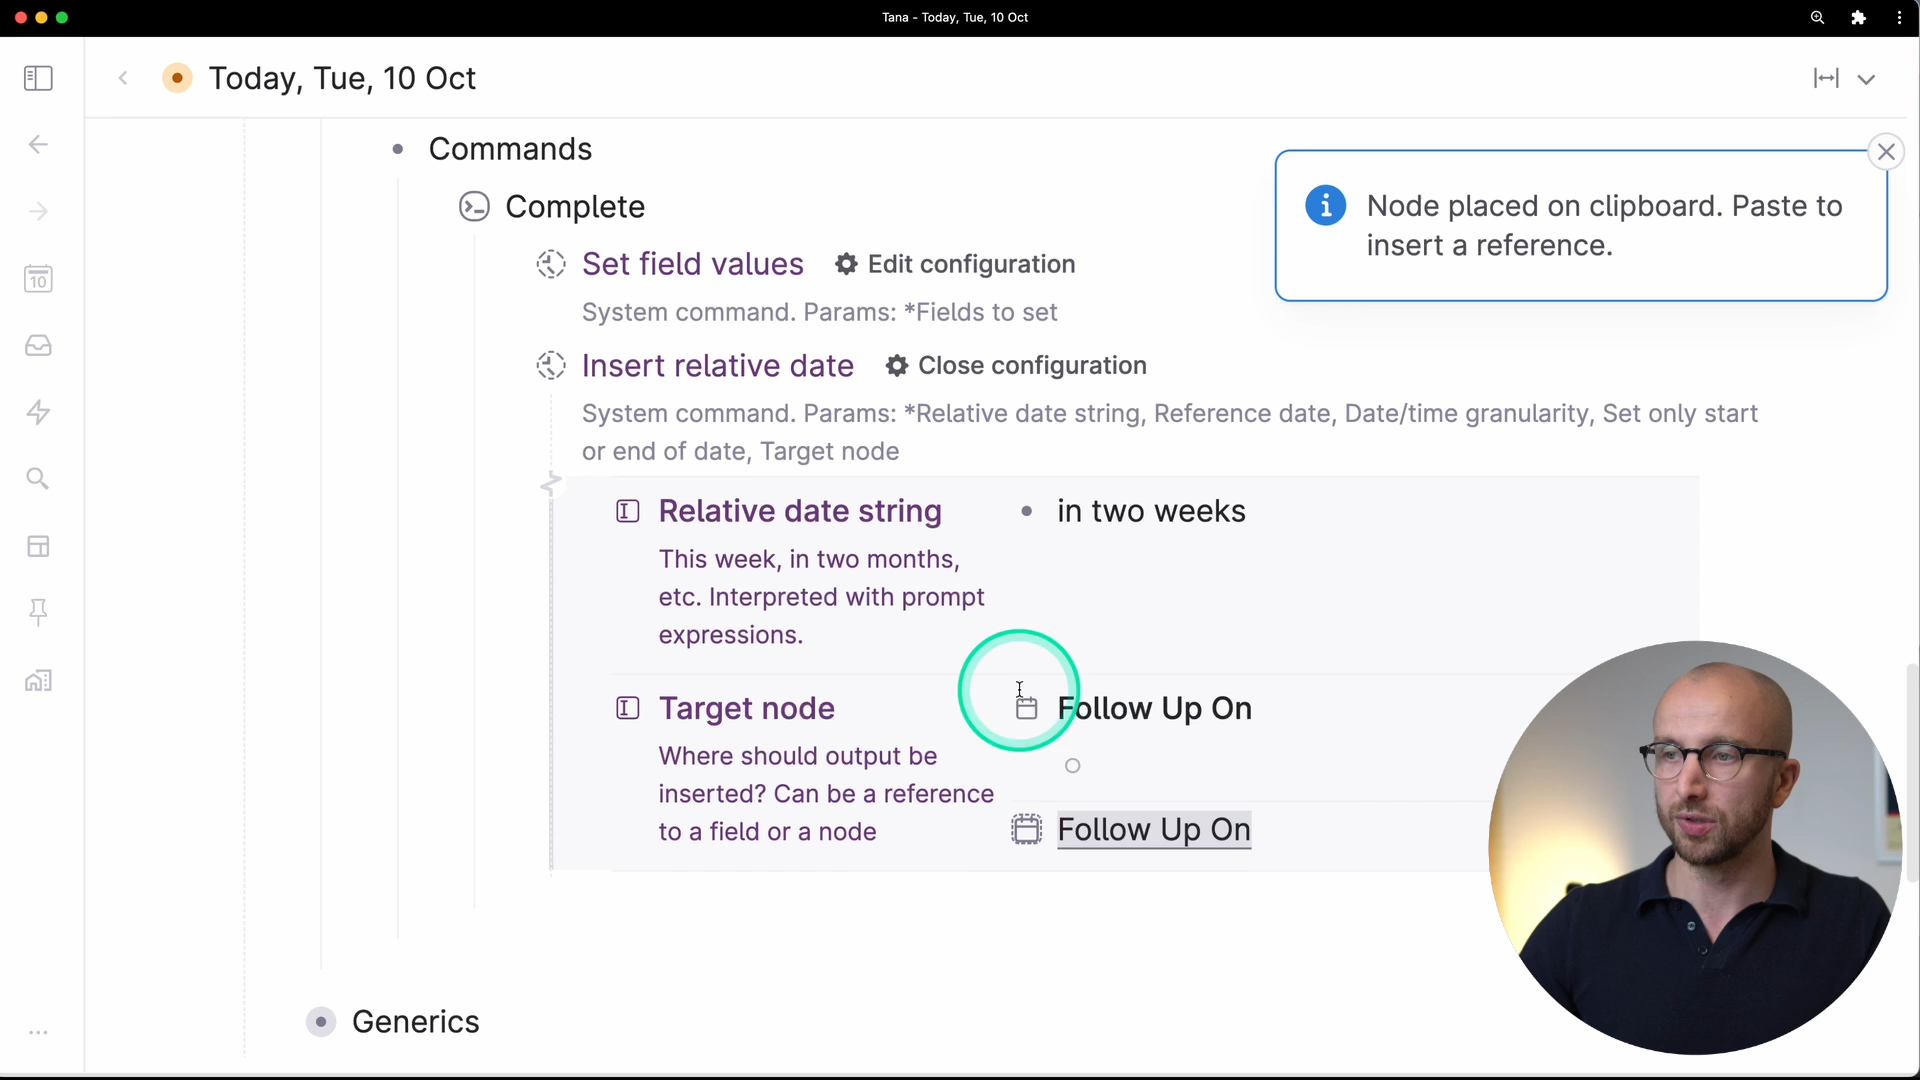 Tana - Today, Tue, 10 Oct
Today, Tue, 10 Oct
Commands
Complete
Set field values Edit configuration
System command. Params: *Fields to set
Insert relative date Close configuration
System command. Params: *Relative date string, Reference date, Date/time granularity, Set only start
or end of date, Target node
Relative date string
in two weeks
This week, in two months,
etc. Interpreted with prompt
expressions.
Target node
Follow Up On
Where should output be
inserted? Can be a reference
to a field or a node
Follow Up On
Generics
Node placed on clipboard. Paste to
insert a reference.
10